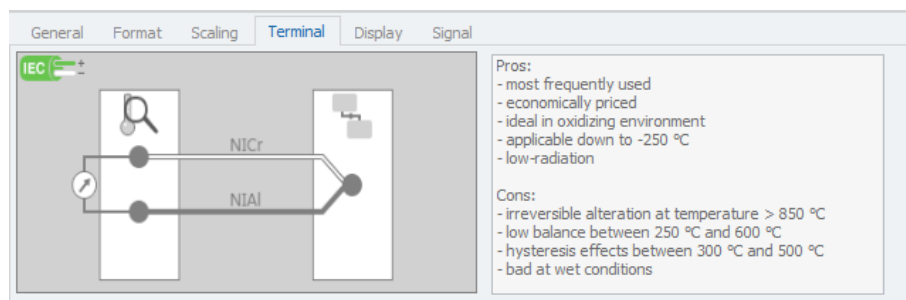 General Format Scaling Terminal Display Signal
IEC + -
NICr
NIAl
Pros:
- most frequently used
- economically priced
- ideal in oxidizing environment
- applicable down to -250 °C
- low-radiation
Cons:
- irreversible alteration at temperature > 850 °C
- low balance between 250 °C and 600 °C
- hysteresis effects between 300 °C and 500 °C
- bad at wet conditions